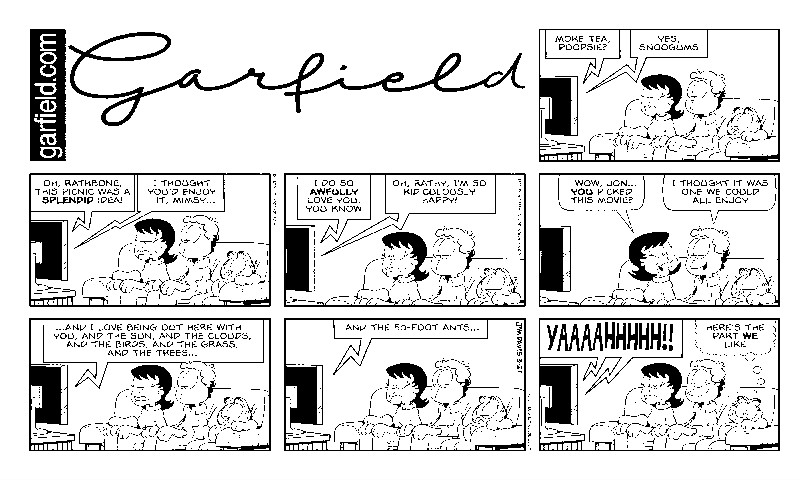 garfield.com
Garfield
MORE TEA,
POOPSIE?
YES,
SNOOGUMS
OH, RATHBONE,
THIS PICNIC WAS A
SPLENDID IDEA!
I THOUGHT
YOU'D ENJOY
IT, MIMSY...
I DO SO
AWFULLY
LOVE YOU,
YOU KNOW
OH, RATHY, I'M SO
RIDICULOUSLY
HAPPY!
WOW, JON...
YOU PICKED
THIS MOVIE?
I THOUGHT IT WAS
ONE WE COULD
ALL ENJOY
...AND I LOVE BEING OUT HERE WITH
YOU, AND THE SUN, AND THE CLOUDS,
AND THE BIRDS, AND THE GRASS,
AND THE TREES...
AND THE 50-FOOT ANTS...
JIM DAVIS
YAAAAHHHHH!!
HERE'S THE
PART WE
LIKE